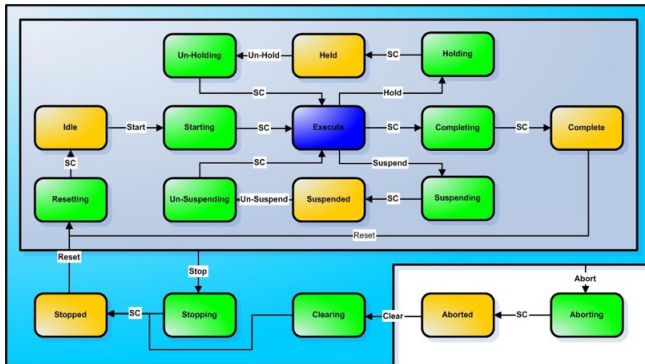 Un-Holding
Un-Hold
Held
SC
Holding
SC
Hold
Idle
Start
Starting
SC
Execute
SC
Completing
SC
Complete
SC
SC
Suspend
Resetting
Un-Suspending
Un-Suspend
Suspended
SC
Suspending
Reset
Reset
Stop
Abort
Stopped
SC
Stopping
Clearing
Clear
Aborted
SC
Aborting